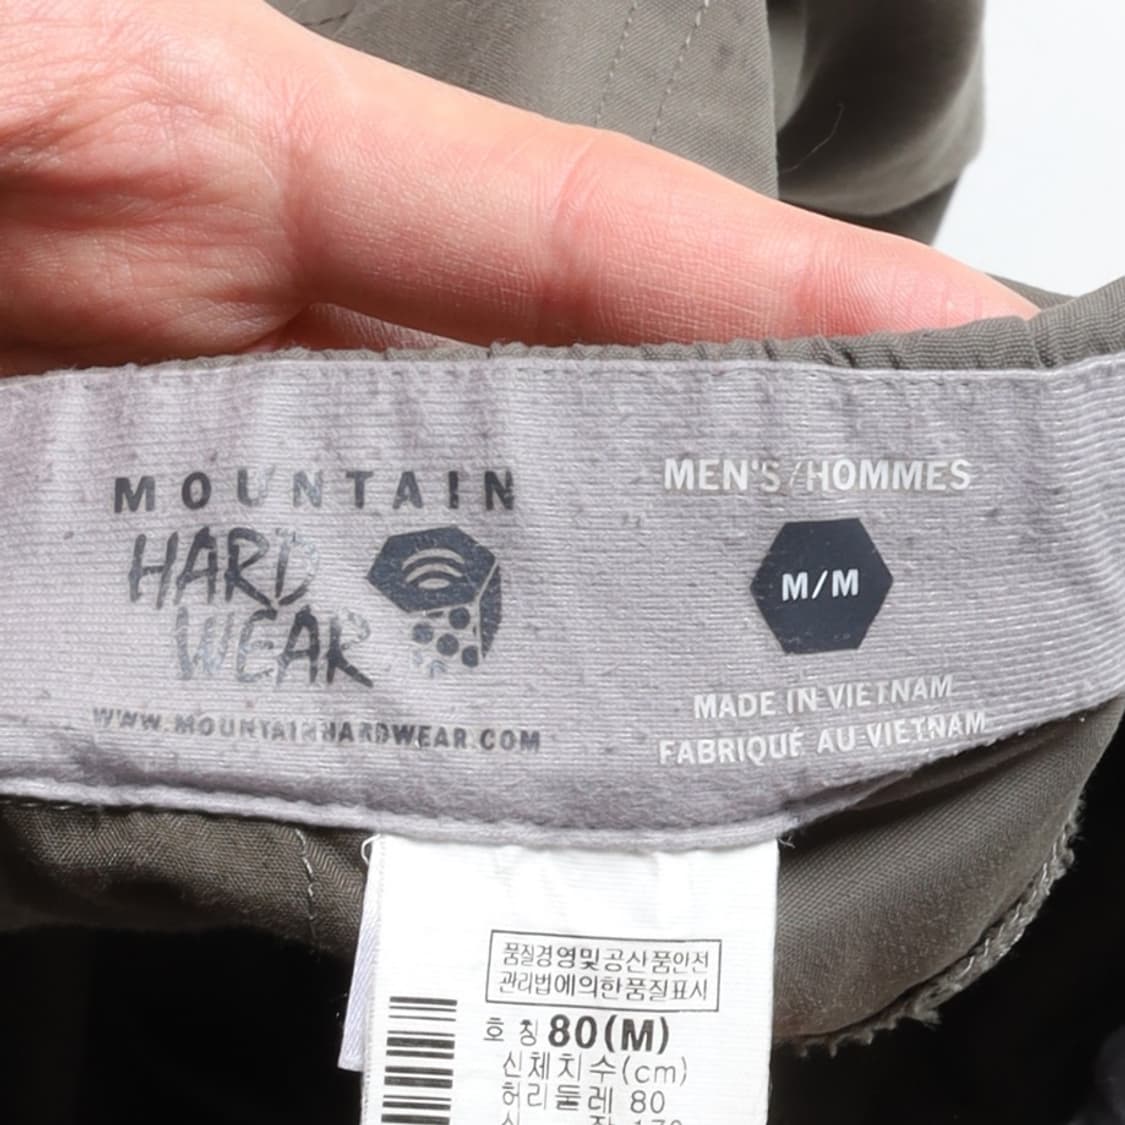 MOUNTAIN
HARD
WEAR
WWW.MOUNTAINHARDWEAR.COM
MEN'S/HOMMES
M/M
MADE IN VIETNAM
FABRIQUÉ AU VIETNAM
품질경영및공산품안전
관리법에의한품질표시
호 칭 80(M)
신체치수(cm)
허리둘레 80